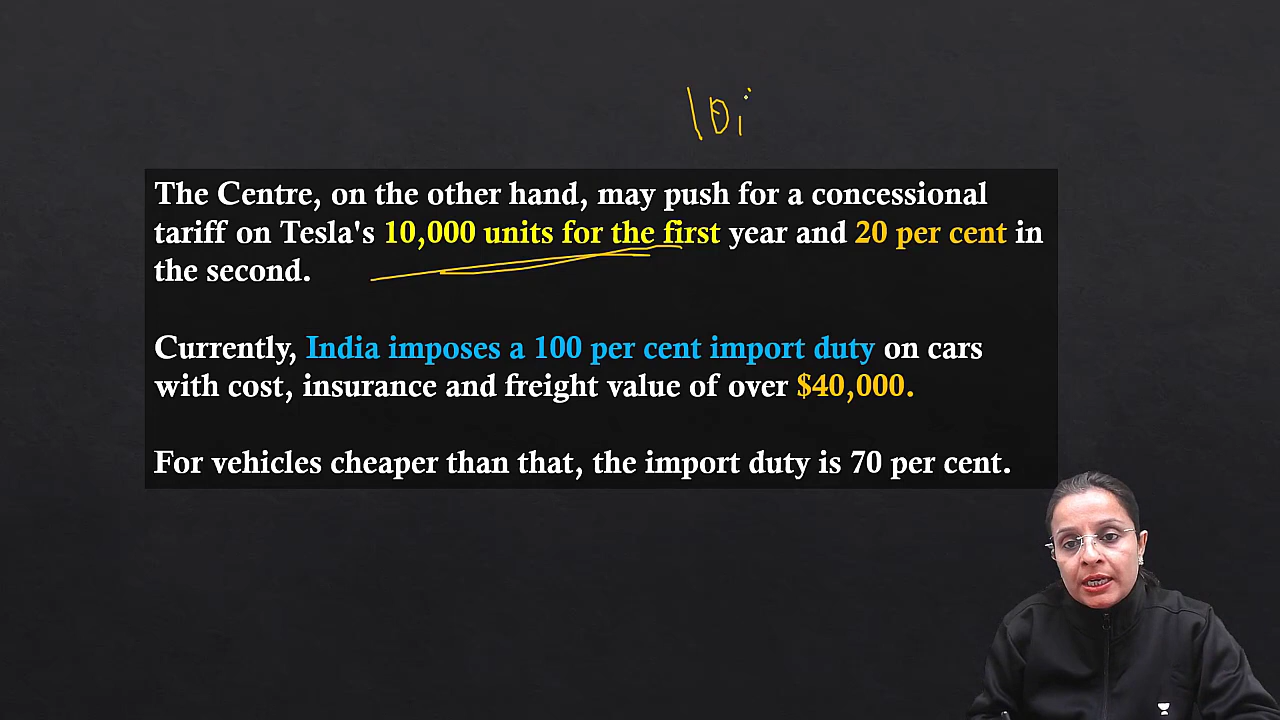 The Centre, on the other hand, may push for a concessional
tariff on Tesla's 10,000 units for the first year and 20 per cent in
the second.
Currently, India imposes a 100 per cent import duty on cars
with cost, insurance and freight value of over $40,000.
For vehicles cheaper than that, the import duty is 70 per cent.